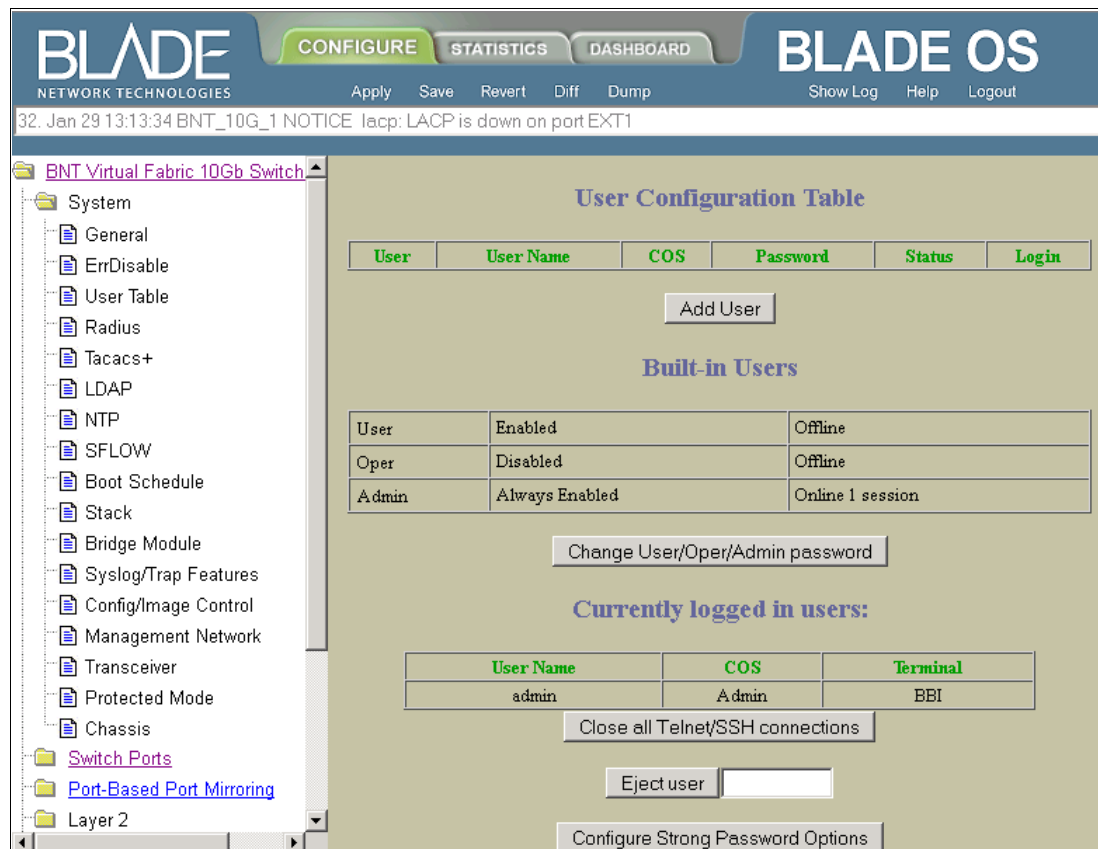 BLADE
NETWORK TECHNOLOGIES
CONFIGURE STATISTICS DASHBOARD
BLADE OS
Apply Save Revert Diff Dump Show Log Help Logout
32. Jan 29 13:13:34 BNT_10G_1 NOTICE lacp: LACP is down on port EXT1
BNT Virtual Fabric 10Gb Switch
System
General
ErrDisable
User Table
Radius
Tacacs+
LDAP
NTP
SFLOW
Boot Schedule
Stack
Bridge Module
Syslog/Trap Features
Config/Image Control
Management Network
Transceiver
Protected Mode
Chassis
Switch Ports
Port-Based Port Mirroring
Layer 2
User Configuration Table
User User Name COS Password Status Login
Add User
Built-in Users
User Enabled Offline
Oper Disabled Offline
Admin Always Enabled Online 1 session
Change User/Oper/Admin password
Currently logged in users:
User Name COS Terminal
admin Admin BBI
Close all Telnet/SSH connections
Eject user
Configure Strong Password Options